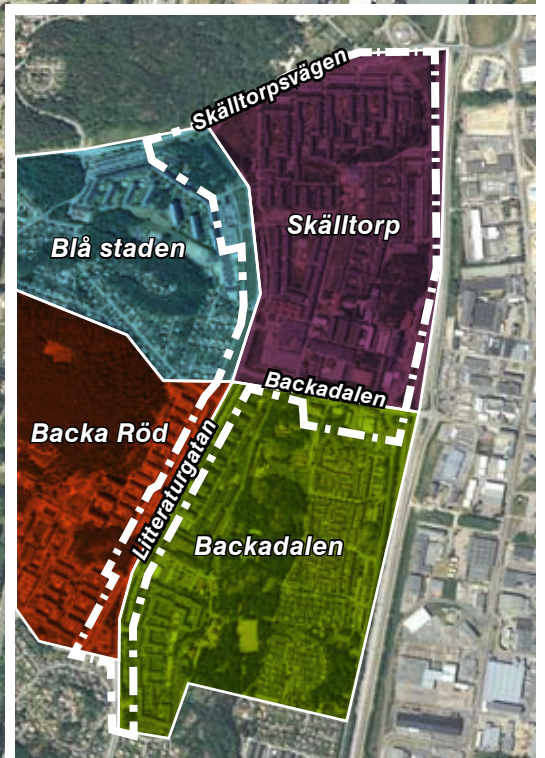 Skälltorpsvägen
Skälltorp
Blå staden
Backadalen
Backa Röd
Litteraturgatan
Backadalen